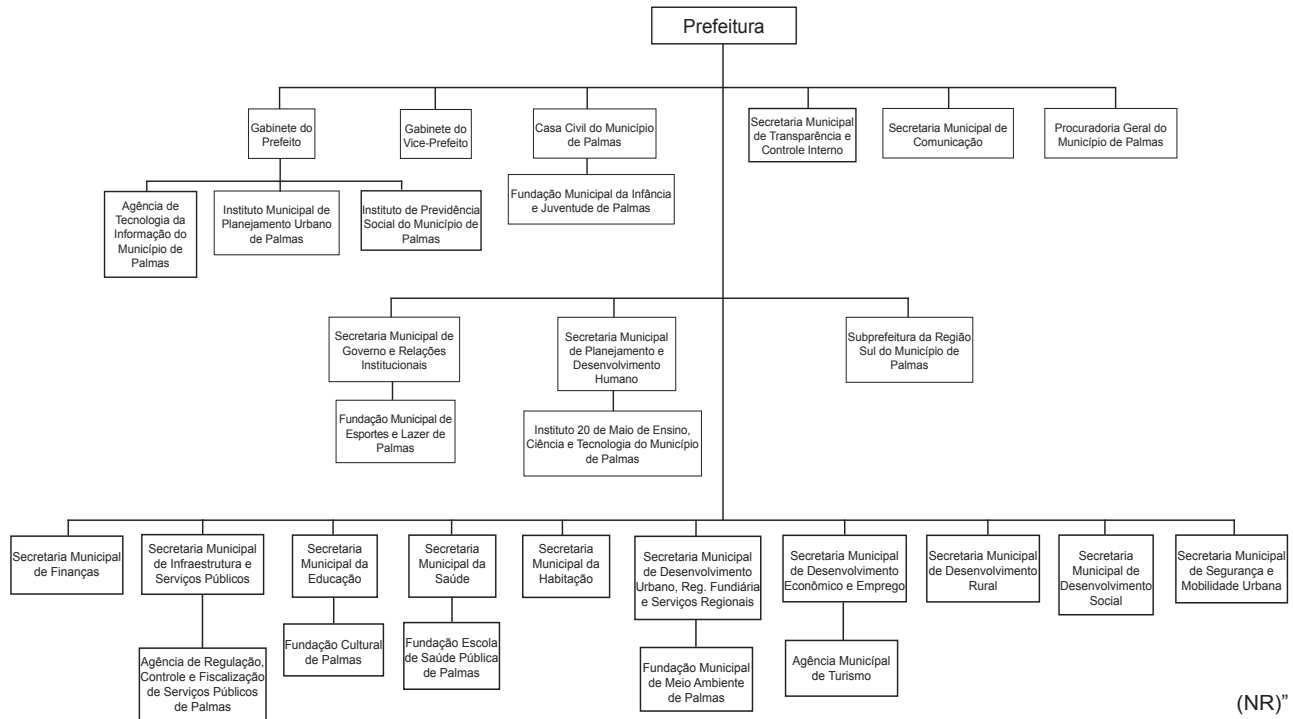 Prefeitura
Gabinete do
Prefeito
Gabinete do
Vice-Prefeito
Casa Civil do Município
de Palmas
Secretaria Municipal
de Transparência e
Controle Interno
Secretaria Municipal de
Comunicação
Procuradoria Geral do
Município de Palmas
Agência de
Tecnologia da
Informação do
Município de
Palmas
Instituto Municipal de
Planejamento Urbano
de Palmas
Instituto de Previdência
Social do Município de
Palmas
Fundação Municipal da Infância
e Juventude de Palmas
Secretaria Municipal de
Governo e Relações
Institucionais
Secretaria Municipal
de Planejamento e
Desenvolvimento
Humano
Subprefeitura da Região
Sul do Município de
Palmas
Fundação Municipal de
Esportes e Lazer de
Palmas
Instituto 20 de Maio de Ensino,
Ciência e Tecnologia do Município
de Palmas
Secretaria Municipal
de Finanças
Secretaria Municipal
de Infraestrutura e
Serviços Públicos
Secretaria
Municipal da
Educação
Secretaria
Municipal da
Saúde
Secretaria
Municipal da
Habitação
Secretaria Municipal
de Desenvolvimento
Urbano, Reg. Fundiária
e Serviços Regionais
Secretaria Municipal
de Desenvolvimento
Econômico e Emprego
Secretaria Municipal
de Desenvolvimento
Rural
Secretaria
Municipal de
Desenvolvimento
Social
Secretaria Municipal
de Segurança e
Mobilidade Urbana
Agência de Regulação,
Controle e Fiscalização
de Serviços Públicos
de Palmas
Fundação Cultural
de Palmas
Fundação Escola
de Saúde Pública
de Palmas
Fundação Municipal
de Meio Ambiente
de Palmas
Agência Municípal
de Turismo
(NR)”